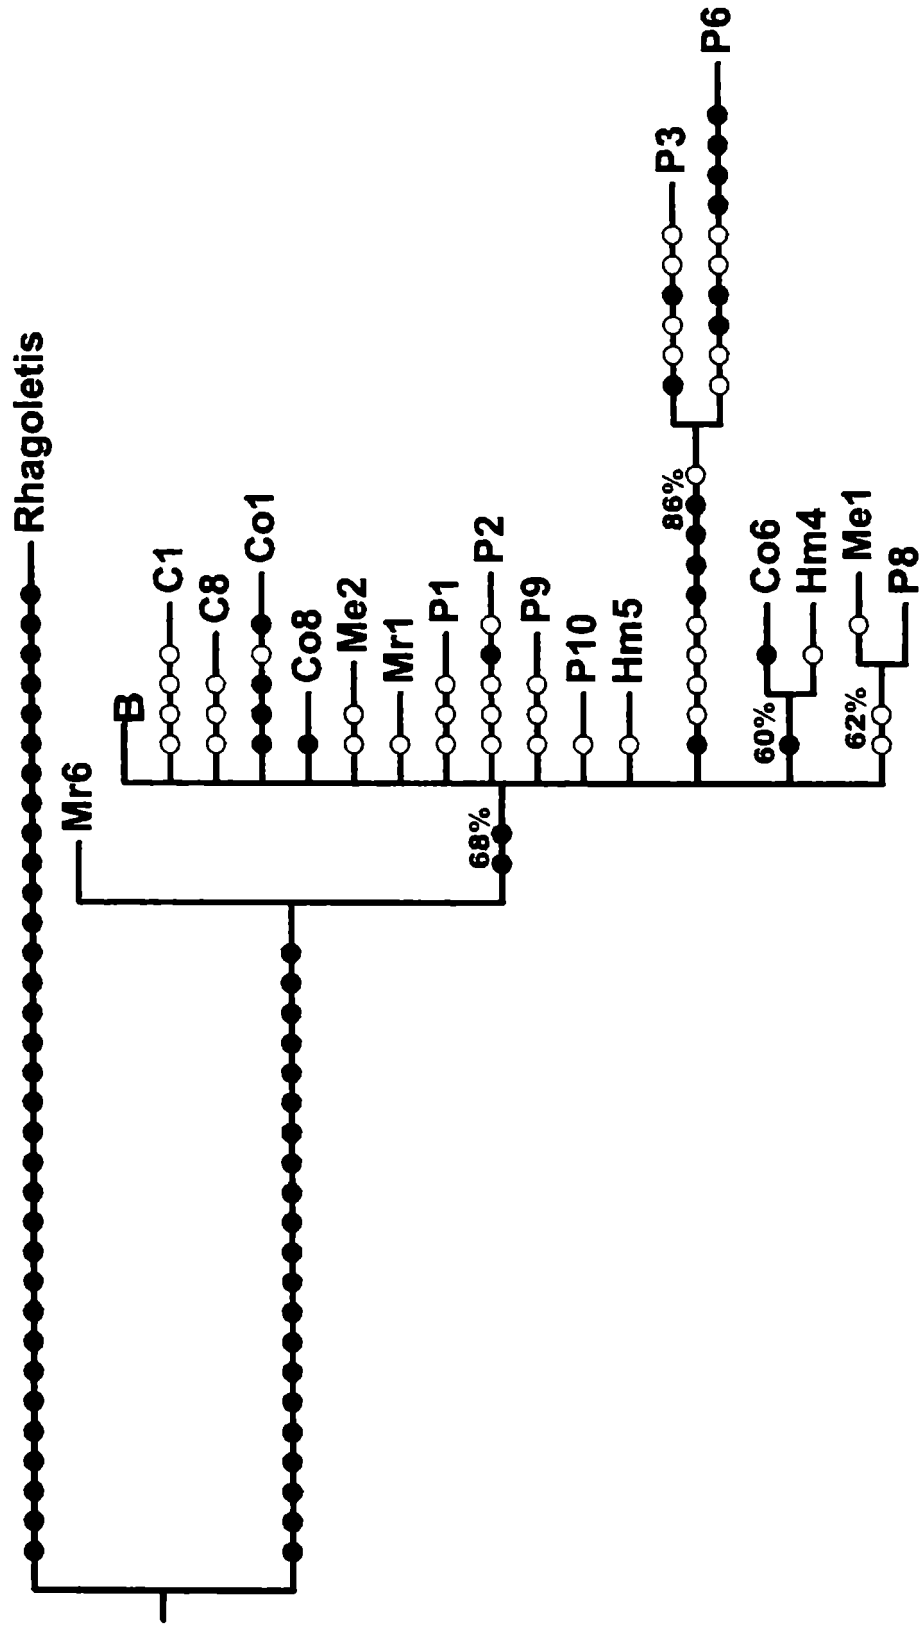 Rhagoletis
Mr6
B
C1
C8
Co1
Co8
Me2
Mr1
P1
68%
P2
P9
P10
Hm5
P3
86%
P6
Co6
60%
Hm4
Me1
62%
P8